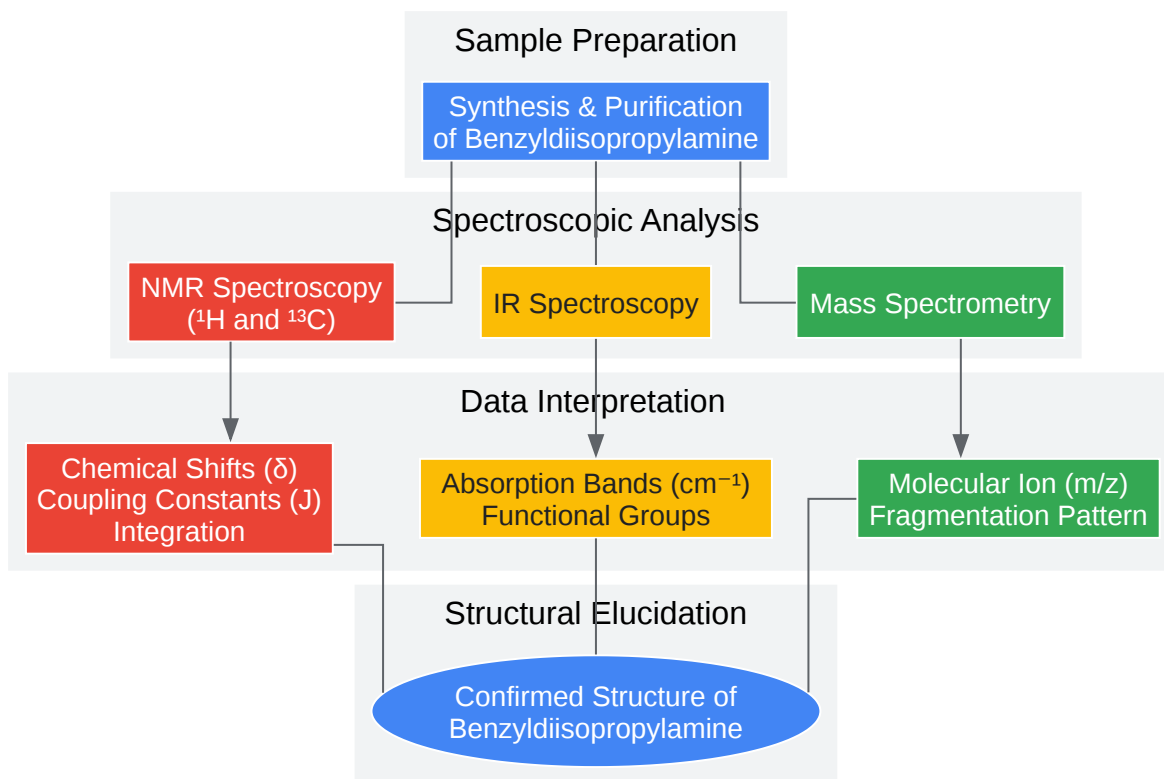 Sample Preparation
Synthesis & Purification
of Benzyldiisopropylamine
Spectroscopic Analysis
NMR Spectroscopy
(¹H and ¹³C)
IR Spectroscopy
Mass Spectrometry
Data Interpretation
Chemical Shifts (δ)
Coupling Constants (J)
Integration
Absorption Bands (cm⁻¹)
Functional Groups
Molecular Ion (m/z)
Fragmentation Pattern
Structural Elucidation
Confirmed Structure of
Benzyldiisopropylamine